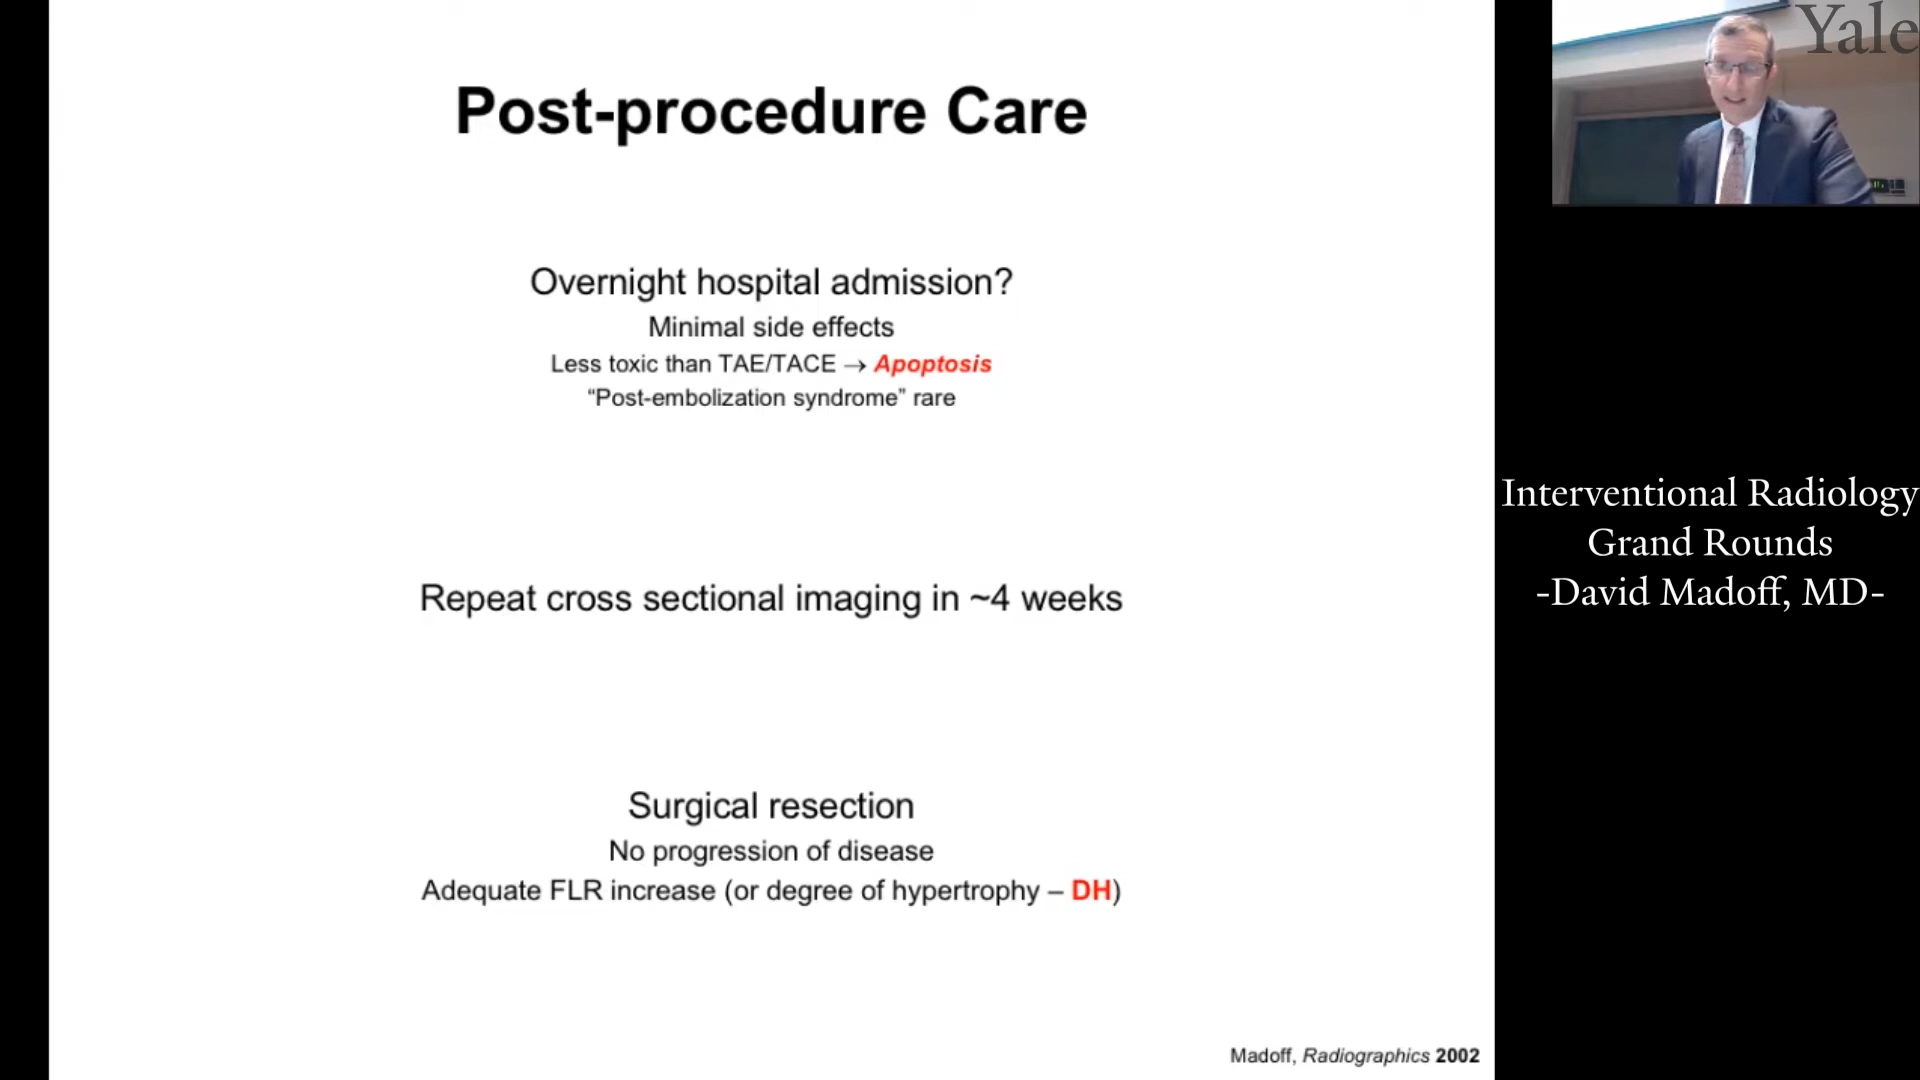 Post-procedure Care
Overnight hospital admission?
Minimal side effects
Less toxic than TAE/TACE → Apoptosis
“Post-embolization syndrome” rare
Repeat cross sectional imaging in ~4 weeks
Surgical resection
No progression of disease
Adequate FLR increase (or degree of hypertrophy – DH)
Madoff, Radiographics 2002
Yale
Interventional Radiology
Grand Rounds
-David Madoff, MD-